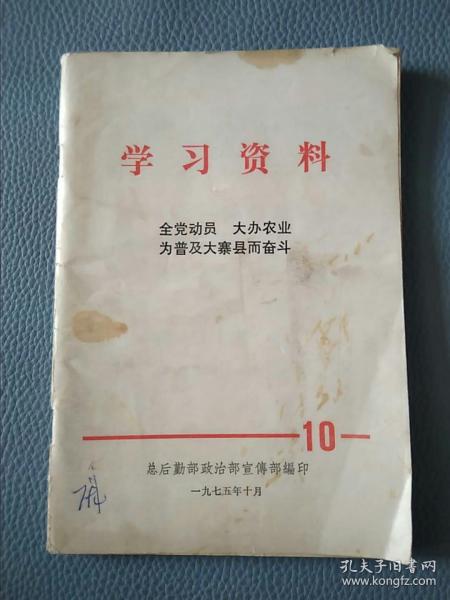 学习资料
全党动员 大办农业
为普及大寨县而奋斗
10
总后勤部政治部宣傳部編印
一九七五年十月
孔夫子旧书网
www.kongfz.com